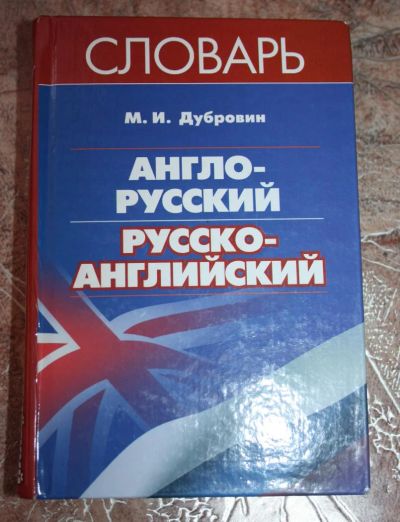 СЛОВАРЬ
М. И. Дубровин
АНГЛО-
РУССКИЙ
РУССКО-
АНГЛИЙСКИЙ